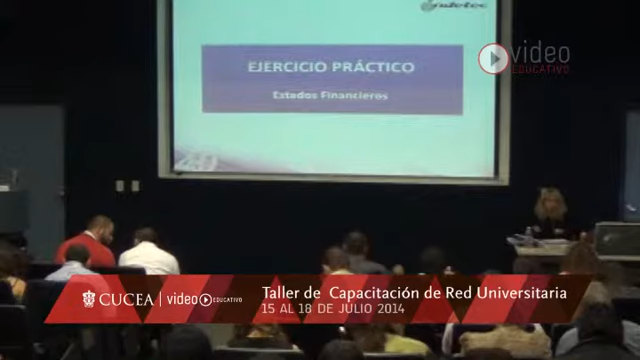 indetec
EJERCICIO PRÁCTICO
Estados Financieros
video
EDUCATIVO
CUCEA
video EDUCATIVO
Taller de Capacitación de Red Universitaria
15 AL 18 DE JULIO 2014